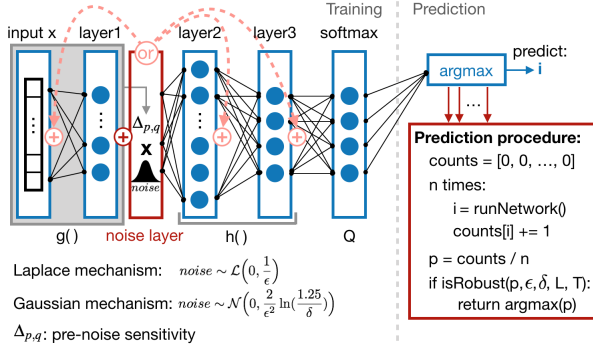 Training
Prediction
input x
layer1
or
layer2
layer3
softmax
predict:
argmax
i
...
Δp,q
x
noise
Prediction procedure:
counts = [0, 0, ..., 0]
n times:
i = runNetwork()
counts[i] += 1
p = counts / n
if isRobust(p, ϵ, δ, L, T):
return argmax(p)
g()
noise layer
h()
Q
Laplace mechanism: noise ~ L(0, 1/ϵ)
Gaussian mechanism: noise ~ N(0, 2/ϵ² ln(1.25/δ))
Δp,q: pre-noise sensitivity